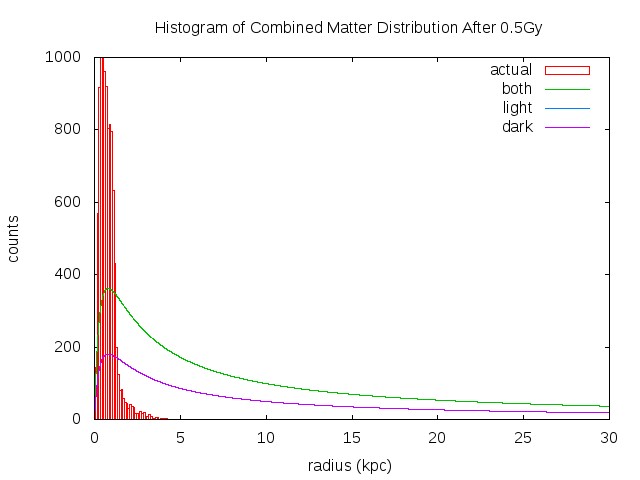 Histogram of Combined Matter Distribution After 0.5Gy
1000
800
600
400
200
0
counts
actual
both
light
dark
0 5 10 15 20 25 30
radius (kpc)